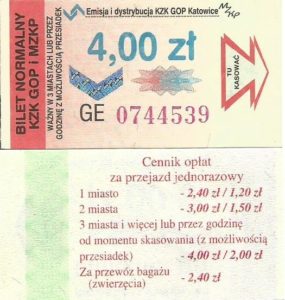 Emisja i dystrybucja KZK GOP Katowice
MZKP
BILET NORMALNY
KZK GOP i MZKP
WAŻNY W 3 MIASTACH LUB PRZEZ
GODZINĘ Z MOŻLIWOŚCIĄ PRZESIADEK
4,00 zł
TU
KASOWAĆ
GE 0744539
Cennik opłat
za przejazd jednorazowy
1 miasto - 2,40 zł / 1,20 zł
2 miasta - 3,00 zł / 1,50 zł
3 miasta i więcej lub przez godzinę
od momentu skasowania (z możliwością
przesiadek) - 4,00 zł / 2,00 zł
Za przewóz bagażu
(zwierzęcia) - 2,40 zł